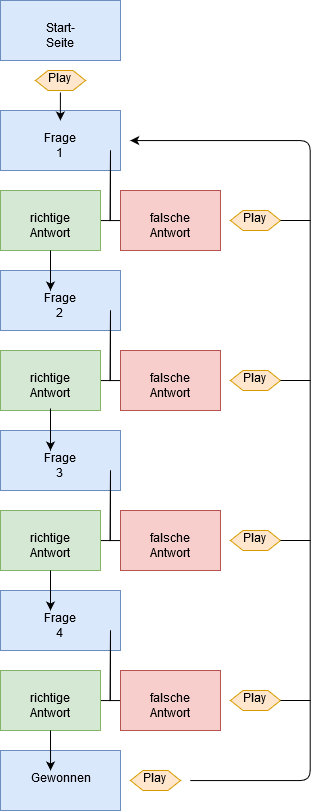 Start-
Seite
Play
Frage
1
richtige
Antwort
falsche
Antwort
Play
Frage
2
richtige
Antwort
falsche
Antwort
Play
Frage
3
richtige
Antwort
falsche
Antwort
Play
Frage
4
richtige
Antwort
falsche
Antwort
Play
Gewonnen
Play